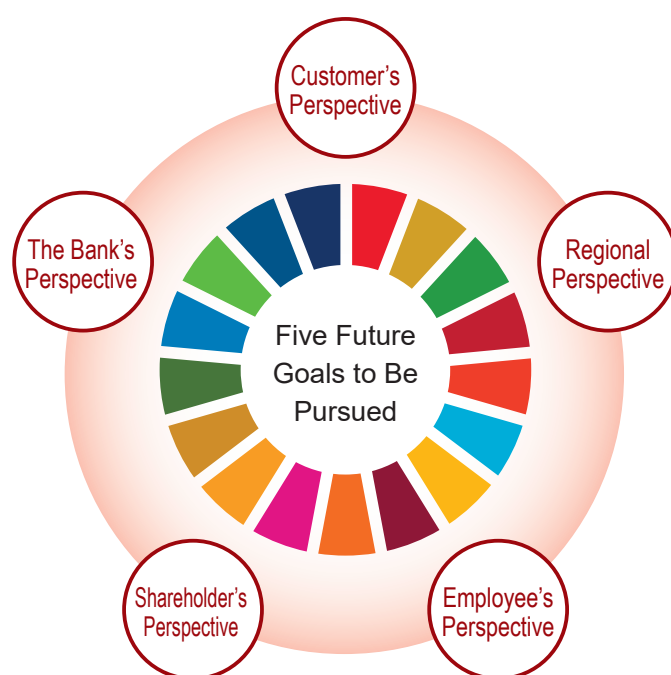 Customer's
Perspective
The Bank's
Perspective
Regional
Perspective
Five Future
Goals to Be
Pursued
Shareholder's
Perspective
Employee's
Perspective